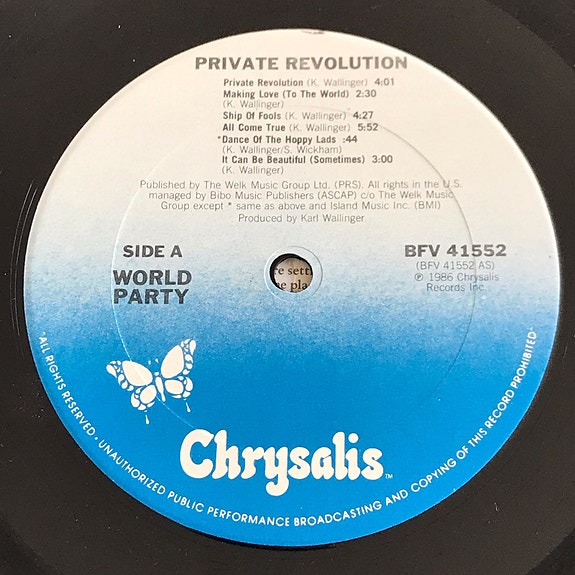 PRIVATE REVOLUTION
Private Revolution (K. Wallinger) 4:01
Making Love (To The World) 2:30
(K. Wallinger)
Ship Of Fools (K. Wallinger) 4:27
All Come True (K. Wallinger) 5:52
*Dance Of The Hoppy Lads :44
(K. Wallinger/S. Wickham)
It Can Be Beautiful (Sometimes) 3:00
(K. Wallinger)
Published by The Welk Music Group Ltd. (PRS). All rights in the U.S.
managed by Bibo Music Publishers (ASCAP) c/o The Welk Music
Group except * same as above and Island Music Inc. (BMI)
Produced by Karl Wallinger
SIDE A
WORLD
PARTY
BFV 41552
(BFV 41552 AS)
℗ 1986 Chrysalis
Records Inc.
Chrysalis™
ALL RIGHTS RESERVED · UNAUTHORIZED PUBLIC PERFORMANCE BROADCASTING AND COPYING OF THIS RECORD PROHIBITED